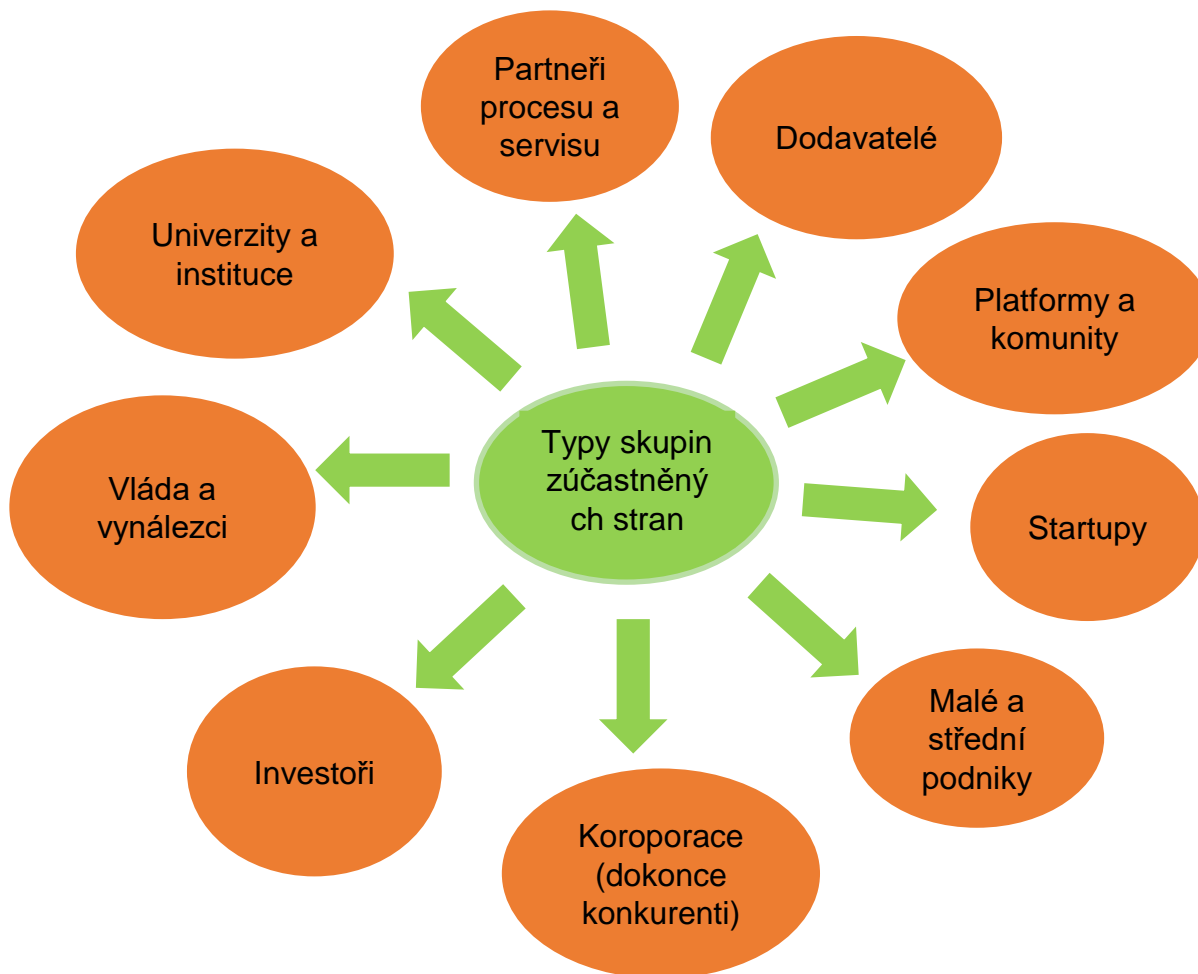 Partneři
procesu a
servisu
Dodavatelé
Univerzity a
instituce
Platformy a
komunity
Typy skupin
zúčastněný
ch stran
Vláda a
vynálezci
Startupy
Malé a
střední
podniky
Investoři
Koroporace
(dokonce
konkurenti)